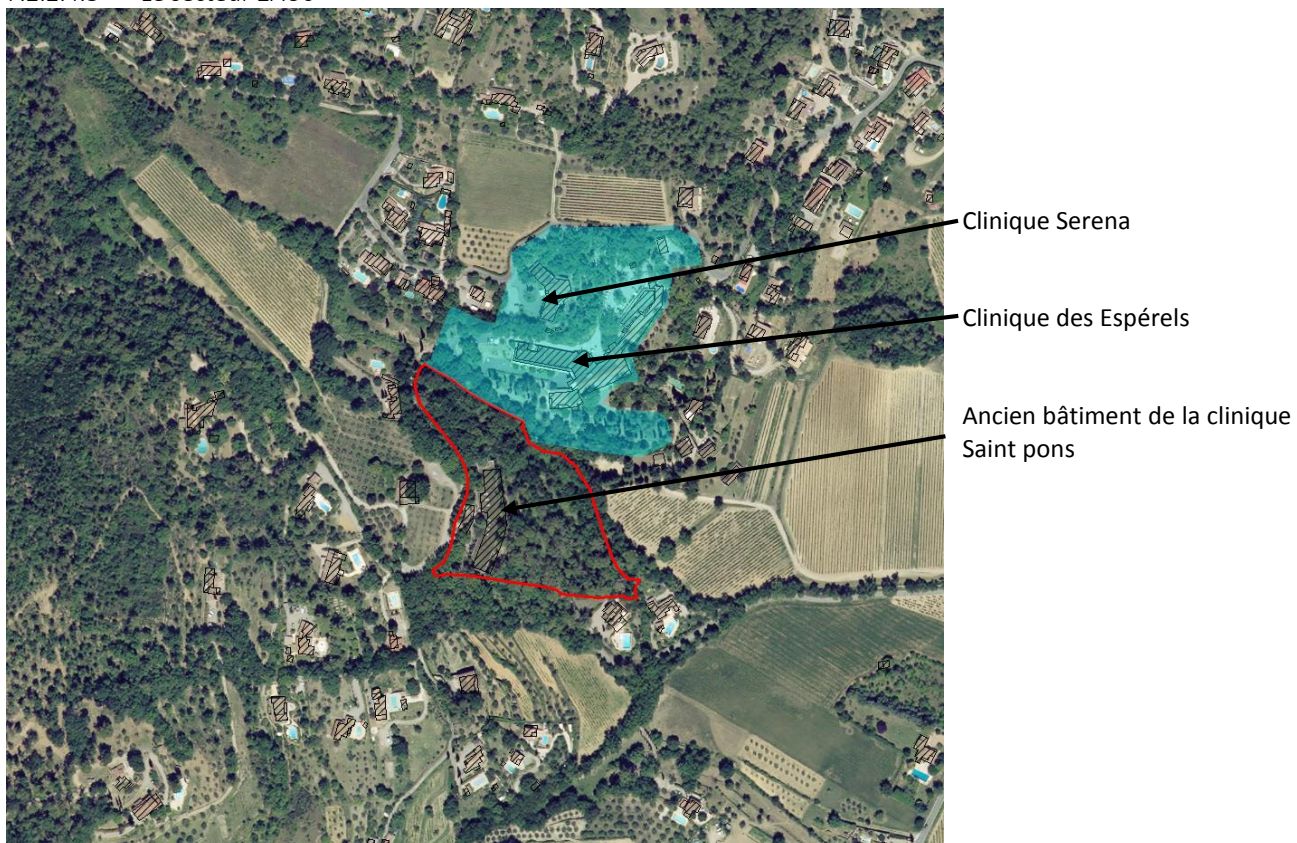 Clinique Serena
Clinique des Espérels
Ancien bâtiment de la clinique
Saint pons